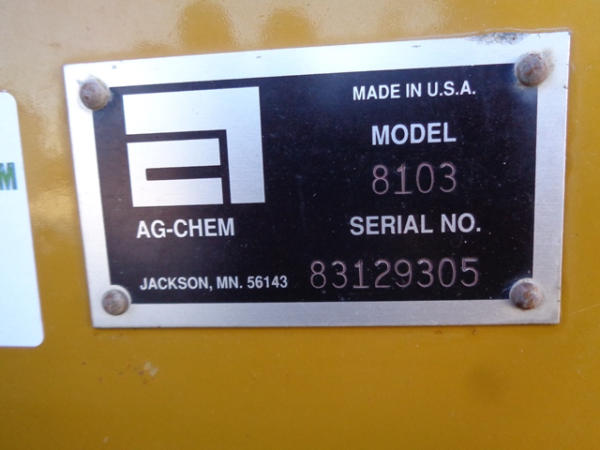 MADE IN U.S.A.
MODEL
8103
AG-CHEM
SERIAL NO.
JACKSON, MN. 56143
83129305
M